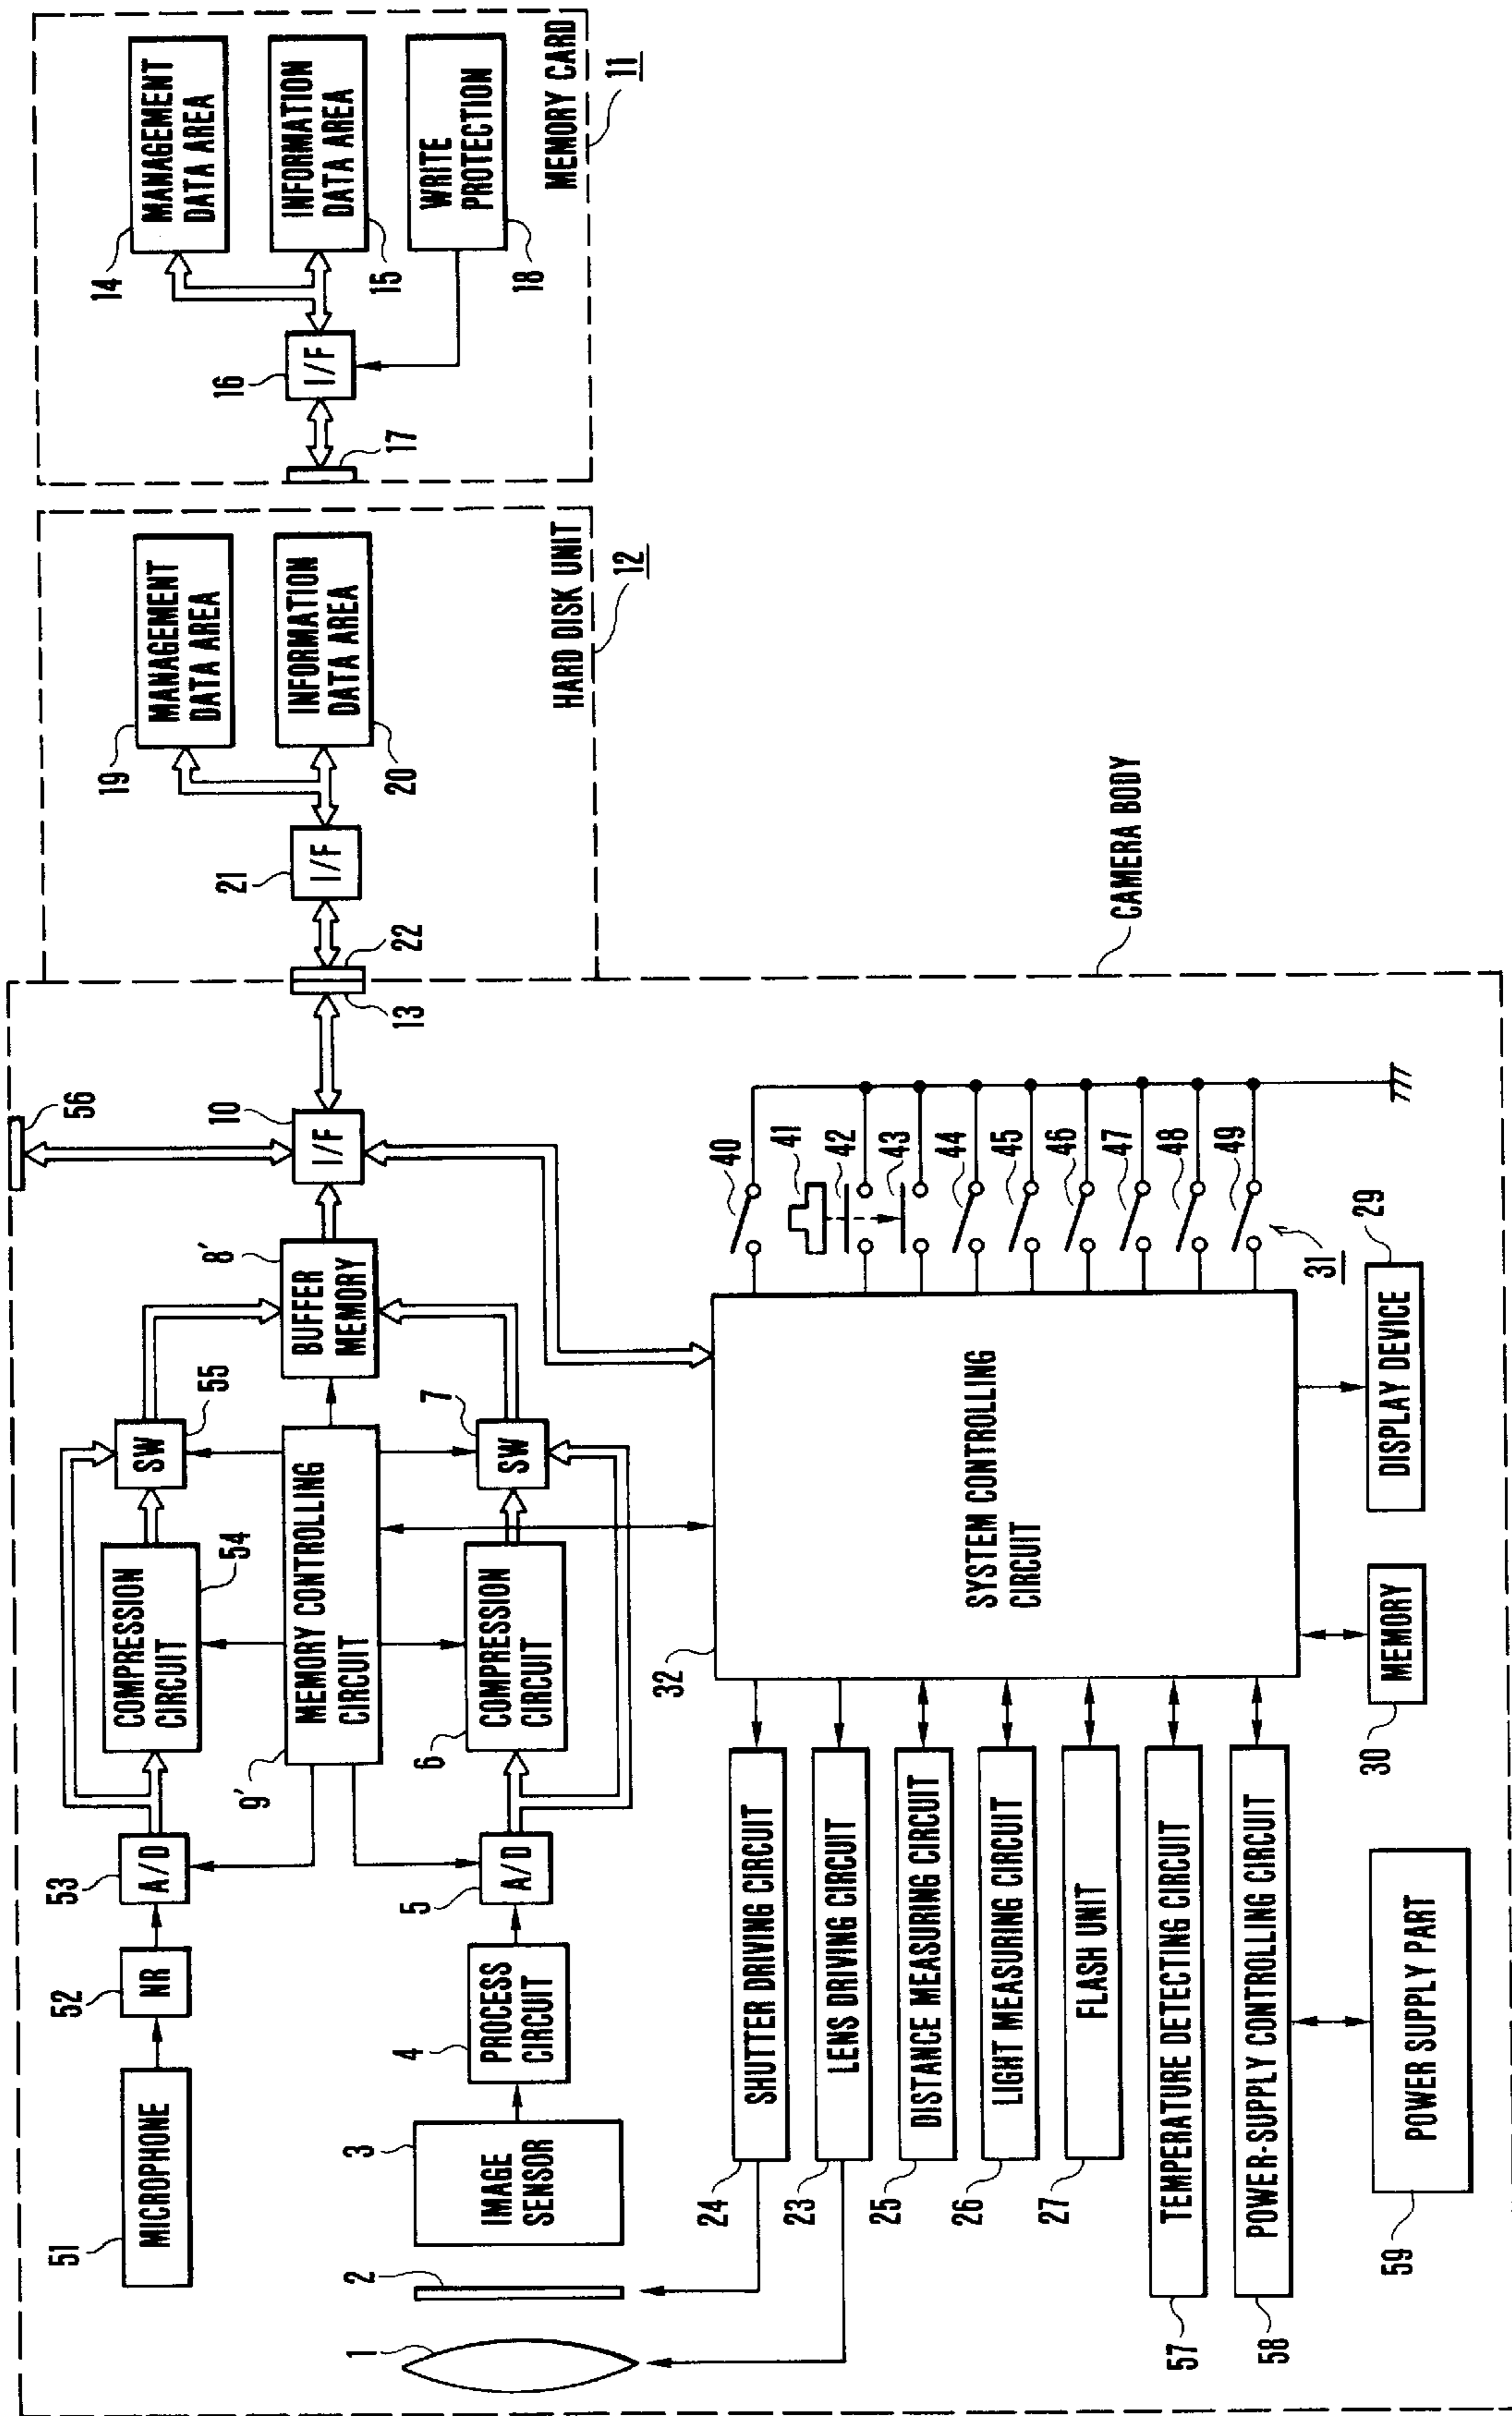 51
MICROPHONE
52
NR
53
A/D
COMPRESSION
CIRCUIT
54
SW
55
56
9'
MEMORY CONTROLLING
CIRCUIT
8'
BUFFER
MEMORY
10
I/F
13
22
1
2
3
IMAGE
SENSOR
4
PROCESS
CIRCUIT
5
A/D
6
COMPRESSION
CIRCUIT
7
SW
21
I/F
19
MANAGEMENT
DATA AREA
INFORMATION
DATA AREA
20
HARD DISK UNIT
12
17
16
I/F
14
MANAGEMENT
DATA AREA
INFORMATION
DATA AREA
15
WRITE
PROTECTION
18
MEMORY CARD
11
24
SHUTTER DRIVING CIRCUIT
23
LENS DRIVING CIRCUIT
25
DISTANCE MEASURING CIRCUIT
26
LIGHT MEASURING CIRCUIT
27
FLASH UNIT
57
TEMPERATURE DETECTING CIRCUIT
58
POWER-SUPPLY CONTROLLING CIRCUIT
59
POWER SUPPLY PART
32
SYSTEM CONTROLLING
CIRCUIT
30
MEMORY
DISPLAY DEVICE
29
31
40
41
42
43
44
45
46
47
48
49
CAMERA BODY